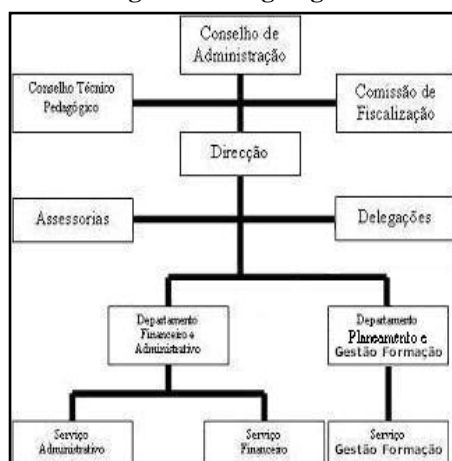 Conselho de
Administração
Conselho Técnico
Pedagógico
Comissão de
Fiscalização
Direcção
Assessorias
Delegações
Departamento
Financeiro e
Administrativo
Departamento
Planeamento e
Gestão Formação
Serviço
Administrativo
Serviço
Financeiro
Serviço
Gestão Formação